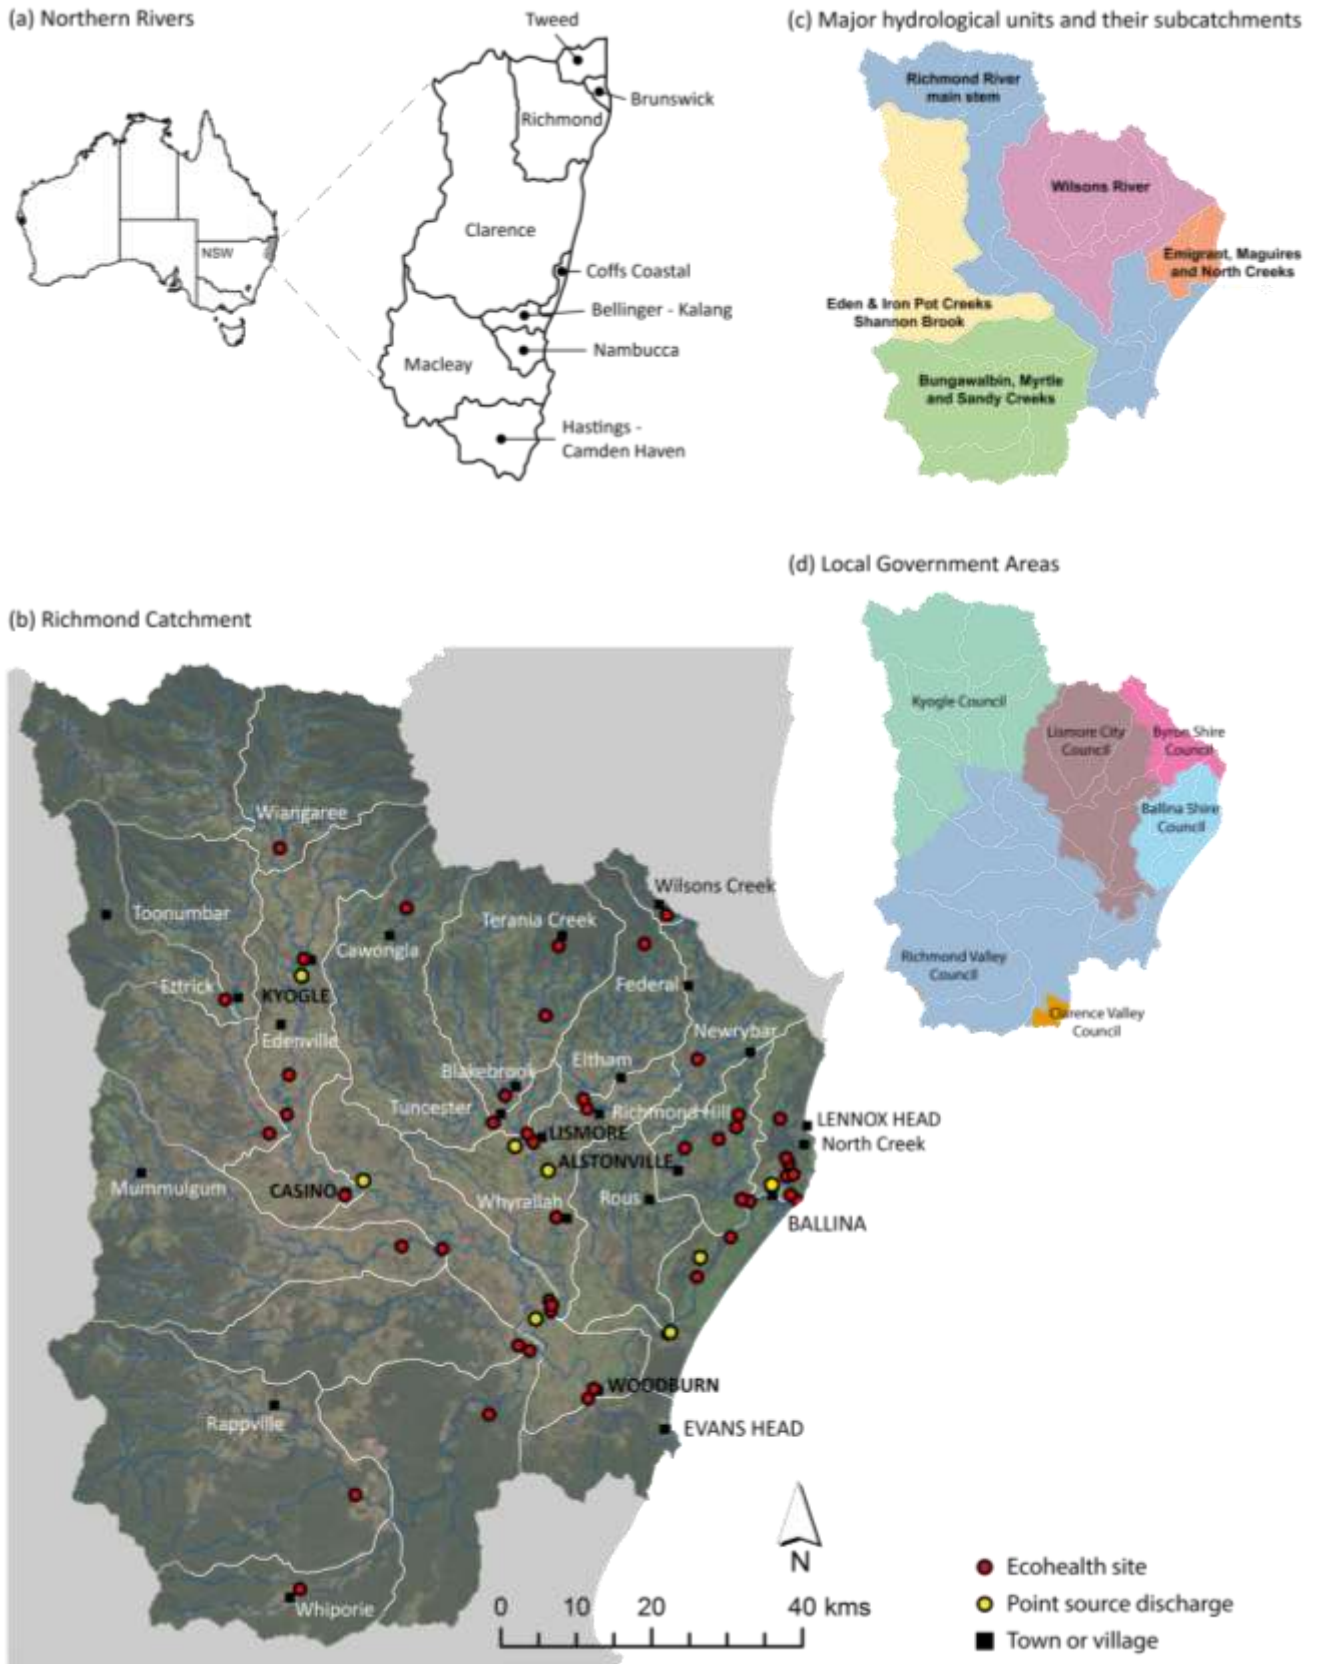 (a) Northern Rivers
Tweed
Brunswick
Richmond
NSW
Clarence
Coffs Coastal
Bellinger - Kalang
Nambucca
Macleay
Hastings -
Camden Haven
(c) Major hydrological units and their subcatchments
Richmond River
main stem
Wilsons River
Emigrant, Maguires
and North Creeks
Eden & Iron Pot Creeks
Shannon Brook
Bungawalbin, Myrtle
and Sandy Creeks
(d) Local Government Areas
Kyogle Council
Lismore City
Council
Byron Shire
Council
Ballina Shire
Council
Richmond Valley
Council
Clarence Valley
Council
(b) Richmond Catchment
Wiangaree
Wilsons Creek
Toonumbar
Terania Creek
Cawongla
Ettrick
KYOGLE
Federal
Edenville
Newrybar
Eltham
Blakebrook
Tuncester
Richmond Hill
LENNOX HEAD
LISMORE
North Creek
ALSTONVILLE
Mummulgum
CASINO
Whyrallah
Rous
BALLINA
WOODBURN
Rappville
EVANS HEAD
Whiporie
N
0 10 20 40 kms
Ecohealth site
Point source discharge
Town or village